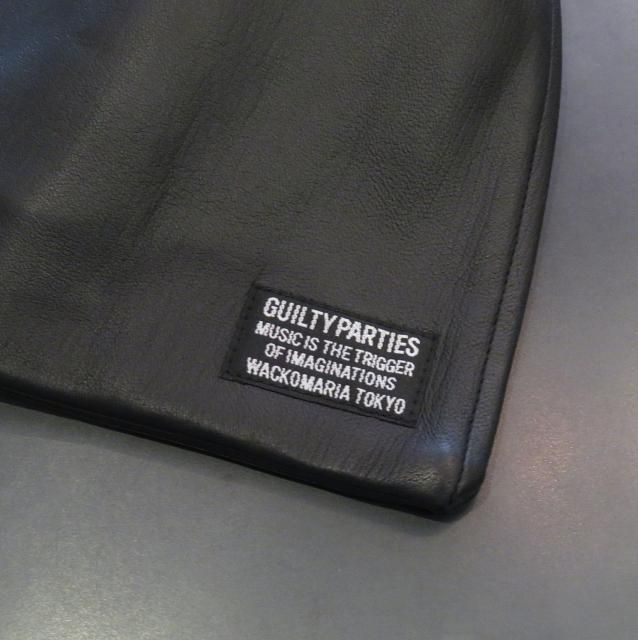 GUILTY PARTIES
MUSIC IS THE TRIGGER
OF IMAGINATIONS
WACKOMARIA TOKYO